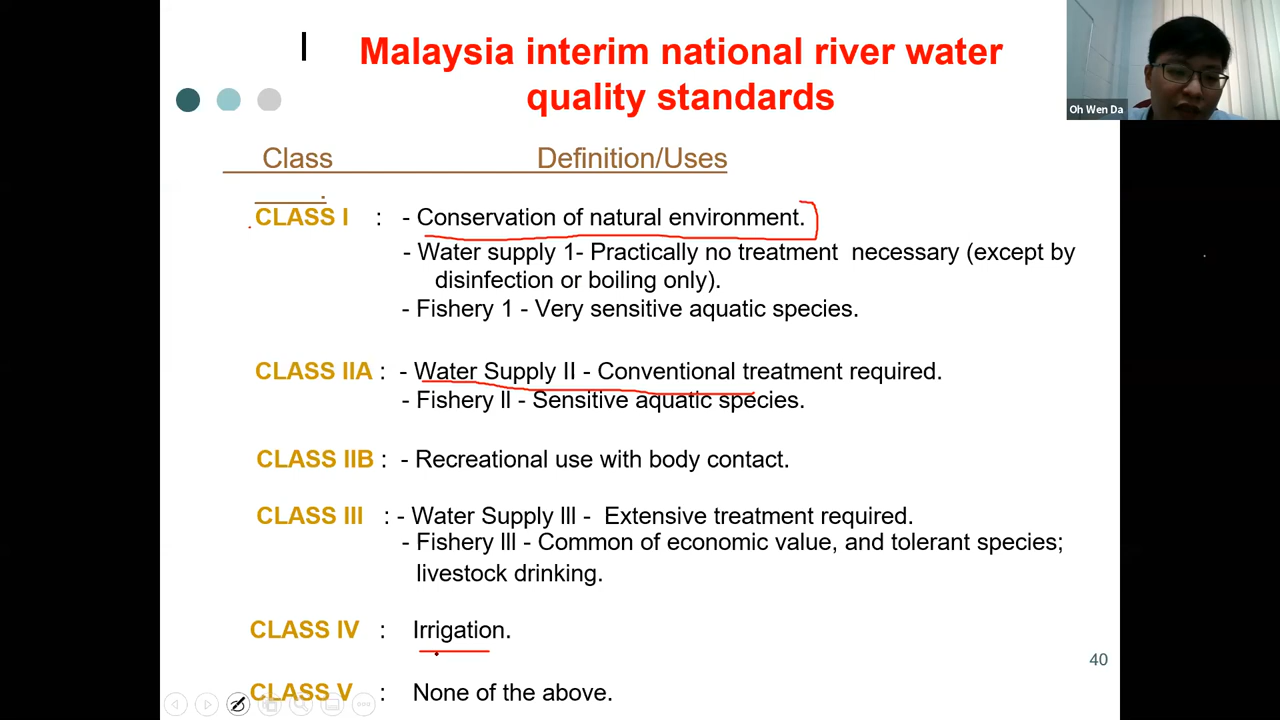 Malaysia interim national river water
quality standards
Oh Wen Da
Class Definition/Uses
CLASS I : - Conservation of natural environment.
- Water supply 1- Practically no treatment necessary (except by
disinfection or boiling only).
- Fishery 1 - Very sensitive aquatic species.
CLASS IIA : - Water Supply II - Conventional treatment required.
- Fishery II - Sensitive aquatic species.
CLASS IIB : - Recreational use with body contact.
CLASS III : - Water Supply III - Extensive treatment required.
- Fishery III - Common of economic value, and tolerant species;
livestock drinking.
CLASS IV : Irrigation.
40
CLASS V : None of the above.